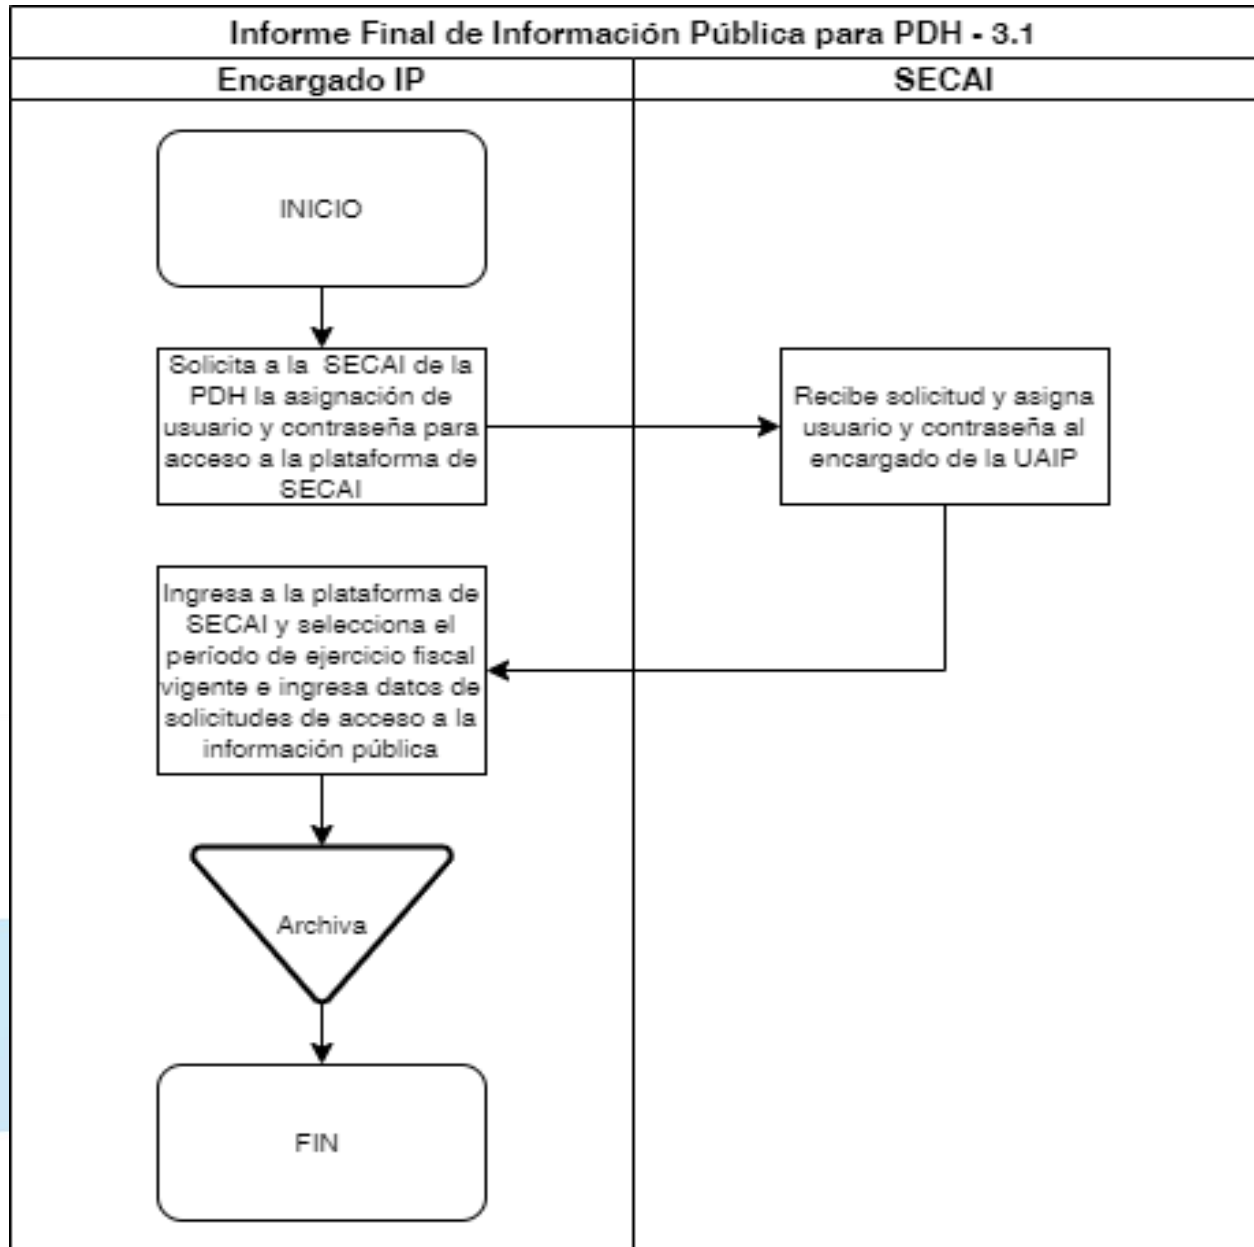 Informe Final de Información Pública para PDH - 3.1
Encargado IP
SECAI
INICIO
Solicita a la SECAI de la
PDH la asignación de
usuario y contraseña para
acceso a la plataforma de
SECAI
Recibe solicitud y asigna
usuario y contraseña al
encargado de la UAIP
Ingresa a la plataforma de
SECAI y selecciona el
período de ejercicio fiscal
vigente e ingresa datos de
solicitudes de acceso a la
información pública
Archiva
FIN